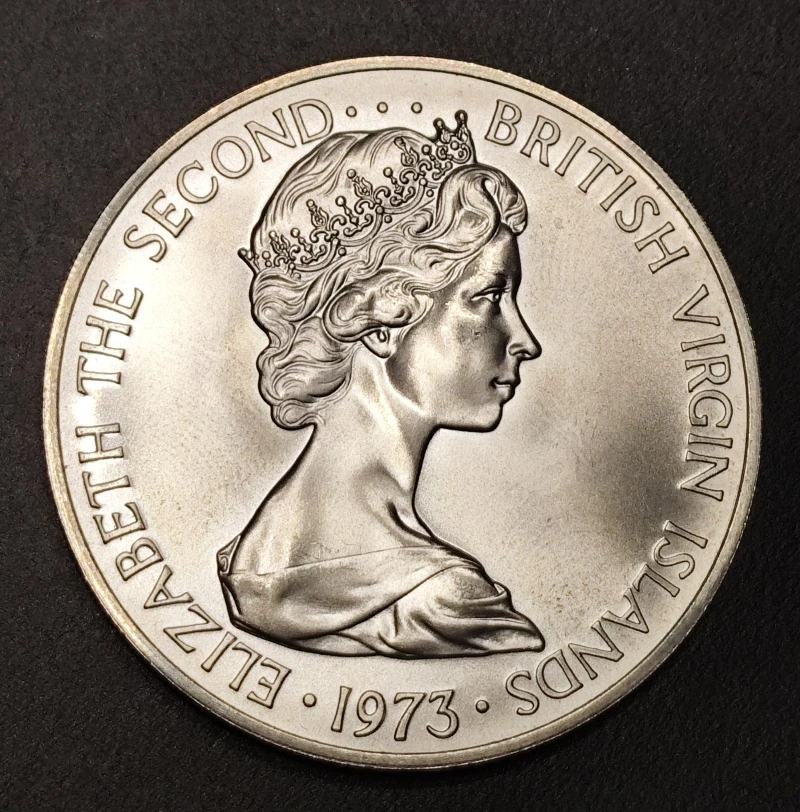 ELIZABETH THE SECOND . . . . BRITISH VIRGIN ISLANDS
· 1973 ·